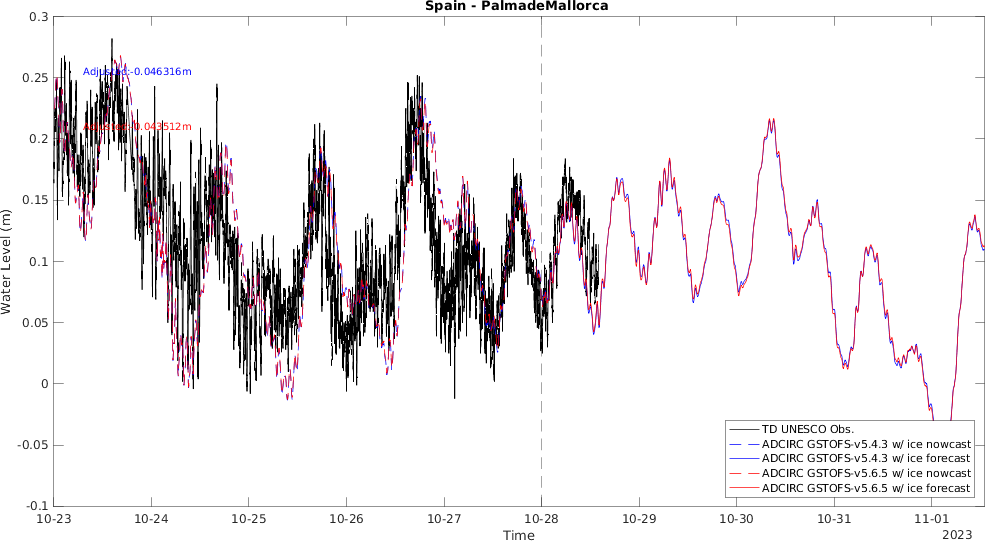 Spain - PalmadeMallorca
0.3
0.25
0.2
0.15
0.1
0.05
0
-0.05
-0.1
Water Level (m)
Adjusted:-0.046316m
Adjusted:-0.043512m
TD UNESCO Obs.
ADCIRC GSTOFS-v5.4.3 w/ ice nowcast
ADCIRC GSTOFS-v5.4.3 w/ ice forecast
ADCIRC GSTOFS-v5.6.5 w/ ice nowcast
ADCIRC GSTOFS-v5.6.5 w/ ice forecast
10-23 10-24 10-25 10-26 10-27 10-28 10-29 10-30 10-31 11-01
Time
2023